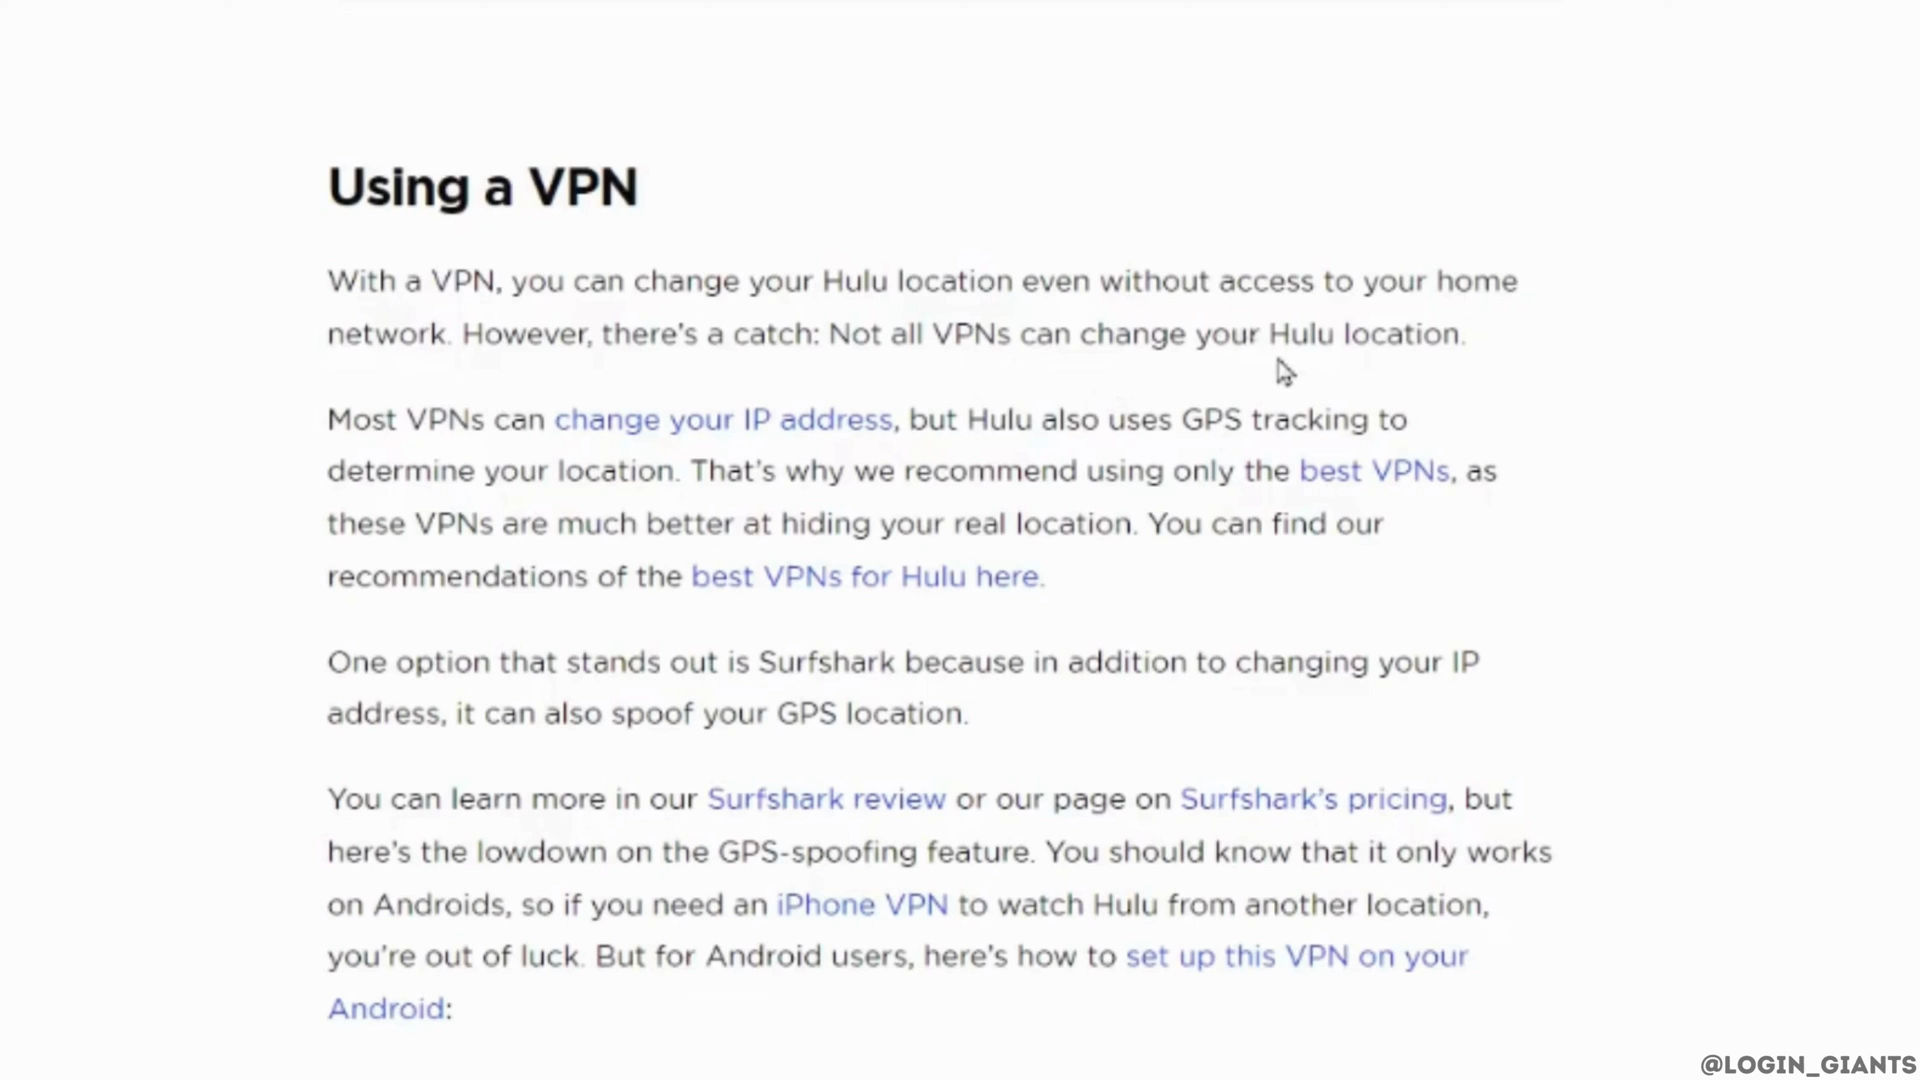 Using a VPN
With a VPN, you can change your Hulu location even without access to your home
network. However, there's a catch: Not all VPNs can change your Hulu location.
Most VPNs can change your IP address, but Hulu also uses GPS tracking to
determine your location. That's why we recommend using only the best VPNs, as
these VPNs are much better at hiding your real location. You can find our
recommendations of the best VPNs for Hulu here.
One option that stands out is Surfshark because in addition to changing your IP
address, it can also spoof your GPS location.
You can learn more in our Surfshark review or our page on Surfshark's pricing, but
here's the lowdown on the GPS-spoofing feature. You should know that it only works
on Androids, so if you need an iPhone VPN to watch Hulu from another location,
you're out of luck. But for Android users, here's how to set up this VPN on your
Android:
@LOGIN_GIANTS